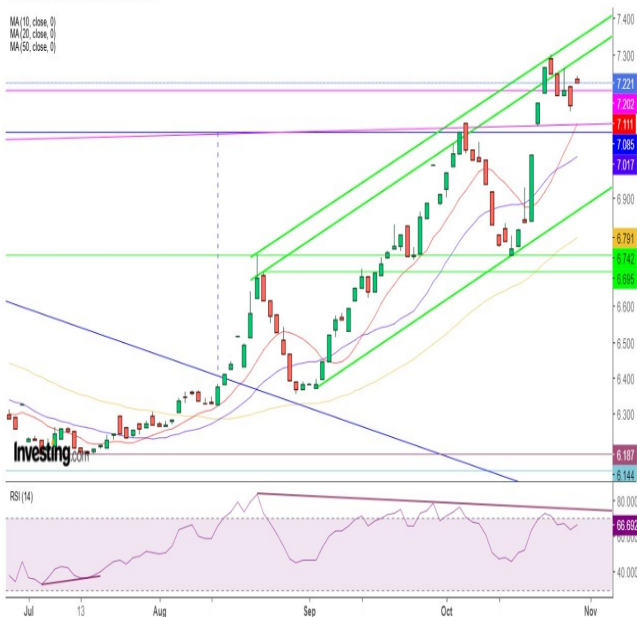 MA (10, close, 0)
MA (20, close, 0)
MA (50, close, 0)
7.400
7.300
7.221
7.202
7.111
7.085
7.017
6.900
6.791
6.742
6.695
6.600
6.500
6.400
6.300
6.187
6.144
Investing.com
RSI (14)
80.000
66.692
60.000
40.000
Jul
13
Aug
Sep
Oct
Nov